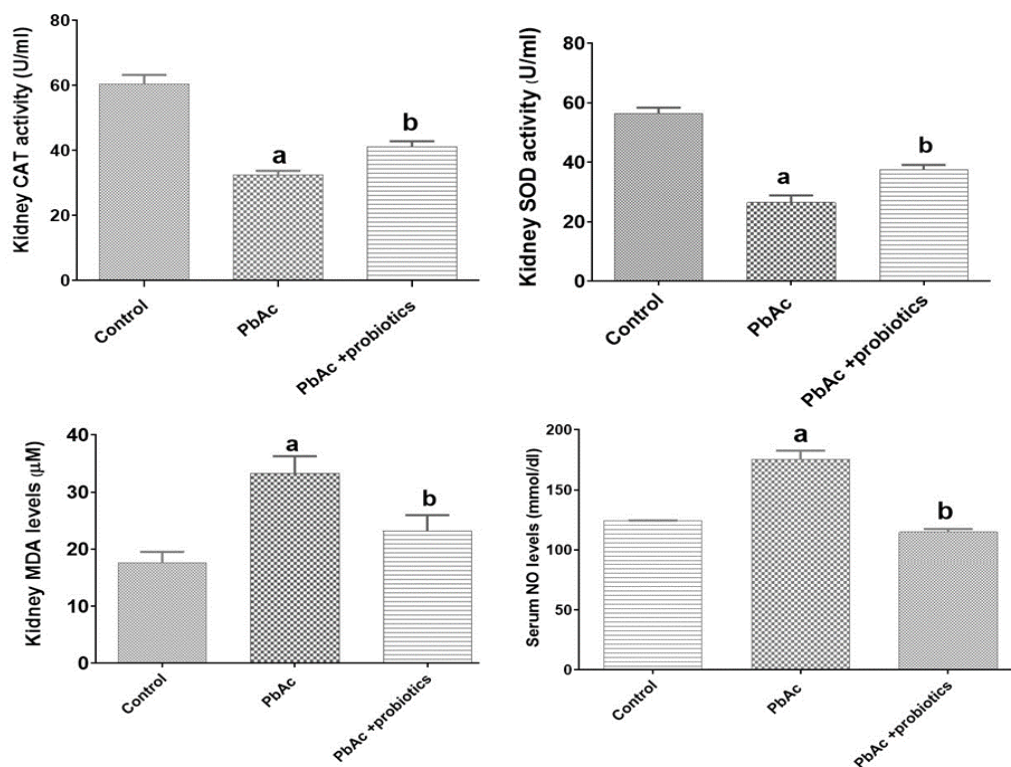 Kidney CAT activity (U/ml)
80
60
40
20
0
a
b
Control
PbAc
PbAc +probiotics
Kidney SOD activity (U/ml)
80
60
40
20
0
a
b
Control
PbAc
PbAc +probiotics
Kidney MDA levels (μM)
40
30
20
10
0
a
b
Control
PbAc
PbAc +probiotics
Serum NO levels (mmol/dl)
200
150
100
50
0
a
b
Control
PbAc
PbAc +probiotics